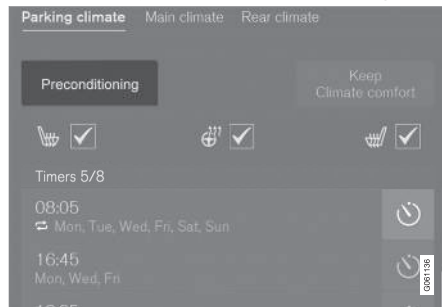 Parking climate Main climate Rear climate
Preconditioning
Keep
Climate comfort
Timers 5/8
08:05
Mon, Tue, Wed, Fri, Sat, Sun
16:45
Mon, Wed, Fri
G061136